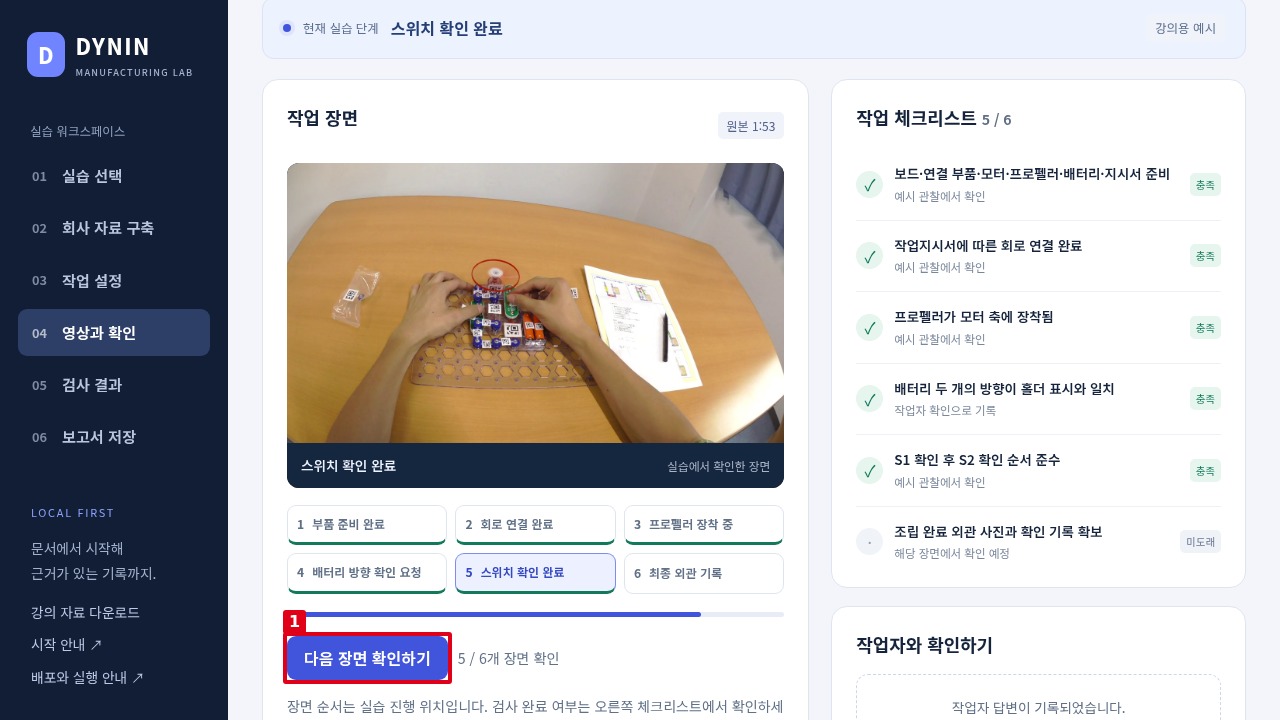 D
DYNIN
MANUFACTURING LAB
실습 워크스페이스
01 실습 선택
02 회사 자료 구축
03 작업 설정
04 영상과 확인
05 검사 결과
06 보고서 저장
LOCAL FIRST
문서에서 시작해
근거가 있는 기록까지.
강의 자료 다운로드
시작 안내 ↗
배포와 실행 안내 ↗
현재 실습 단계 스위치 확인 완료
강의용 예시
작업 장면
원본 1:53
스위치 확인 완료
실습에서 확인한 장면
1 부품 준비 완료
2 회로 연결 완료
3 프로펠러 장착 중
4 배터리 방향 확인 요청
5 스위치 확인 완료
6 최종 외관 기록
1
다음 장면 확인하기
5 / 6개 장면 확인
장면 순서는 실습 진행 위치입니다. 검사 완료 여부는 오른쪽 체크리스트에서 확인하세
작업 체크리스트 5 / 6
보드·연결 부품·모터·프로펠러·배터리·지시서 준비
예시 관찰에서 확인
충족
작업지시서에 따른 회로 연결 완료
예시 관찰에서 확인
충족
프로펠러가 모터 축에 장착됨
예시 관찰에서 확인
충족
배터리 두 개의 방향이 홀더 표시와 일치
작업자 확인으로 기록
충족
S1 확인 후 S2 확인 순서 준수
예시 관찰에서 확인
충족
조립 완료 외관 사진과 확인 기록 확보
해당 장면에서 확인 예정
미도래
작업자와 확인하기
작업자 답변이 기록되었습니다.